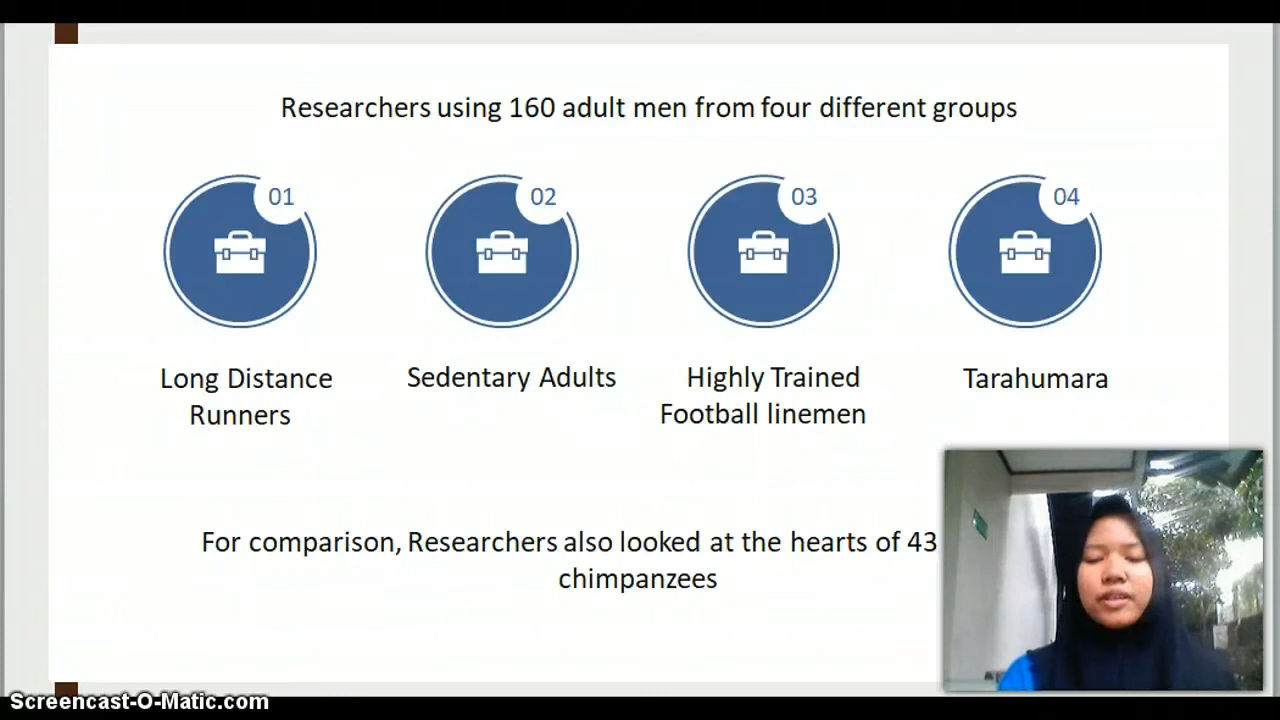 Researchers using 160 adult men from four different groups
01
02
03
04
Long Distance
Runners
Sedentary Adults
Highly Trained
Football linemen
Tarahumara
For comparison, Researchers also looked at the hearts of 43
chimpanzees
Screencast-O-Matic.com